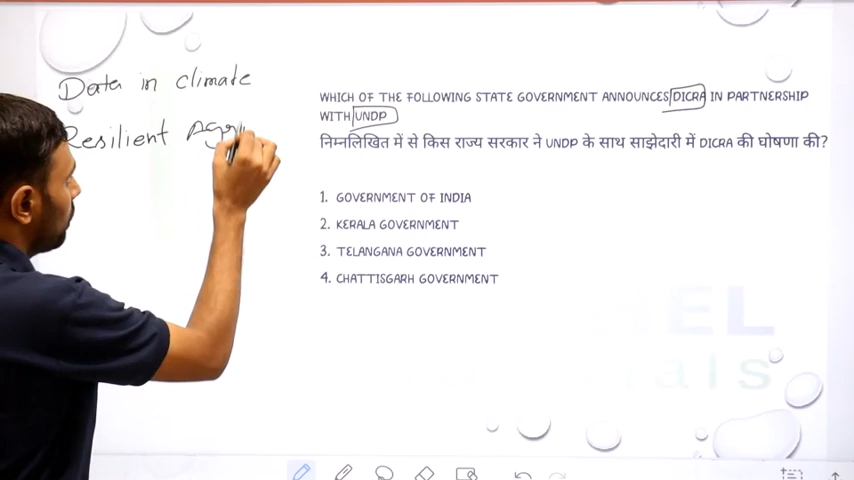 Data in climate
Resilient Agri
WHICH OF THE FOLLOWING STATE GOVERNMENT ANNOUNCES DICRA IN PARTNERSHIP
WITH UNDP
निम्नलिखित में से किस राज्य सरकार ने UNDP के साथ साझेदारी में DICRA की घोषणा की?
1. GOVERNMENT OF INDIA
2. KERALA GOVERNMENT
3. TELANGANA GOVERNMENT
4. CHATTISGARH GOVERNMENT